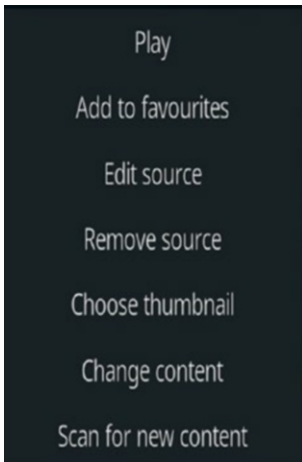 Play
Add to favourites
Edit source
Remove source
Choose thumbnail
Change content
Scan for new content